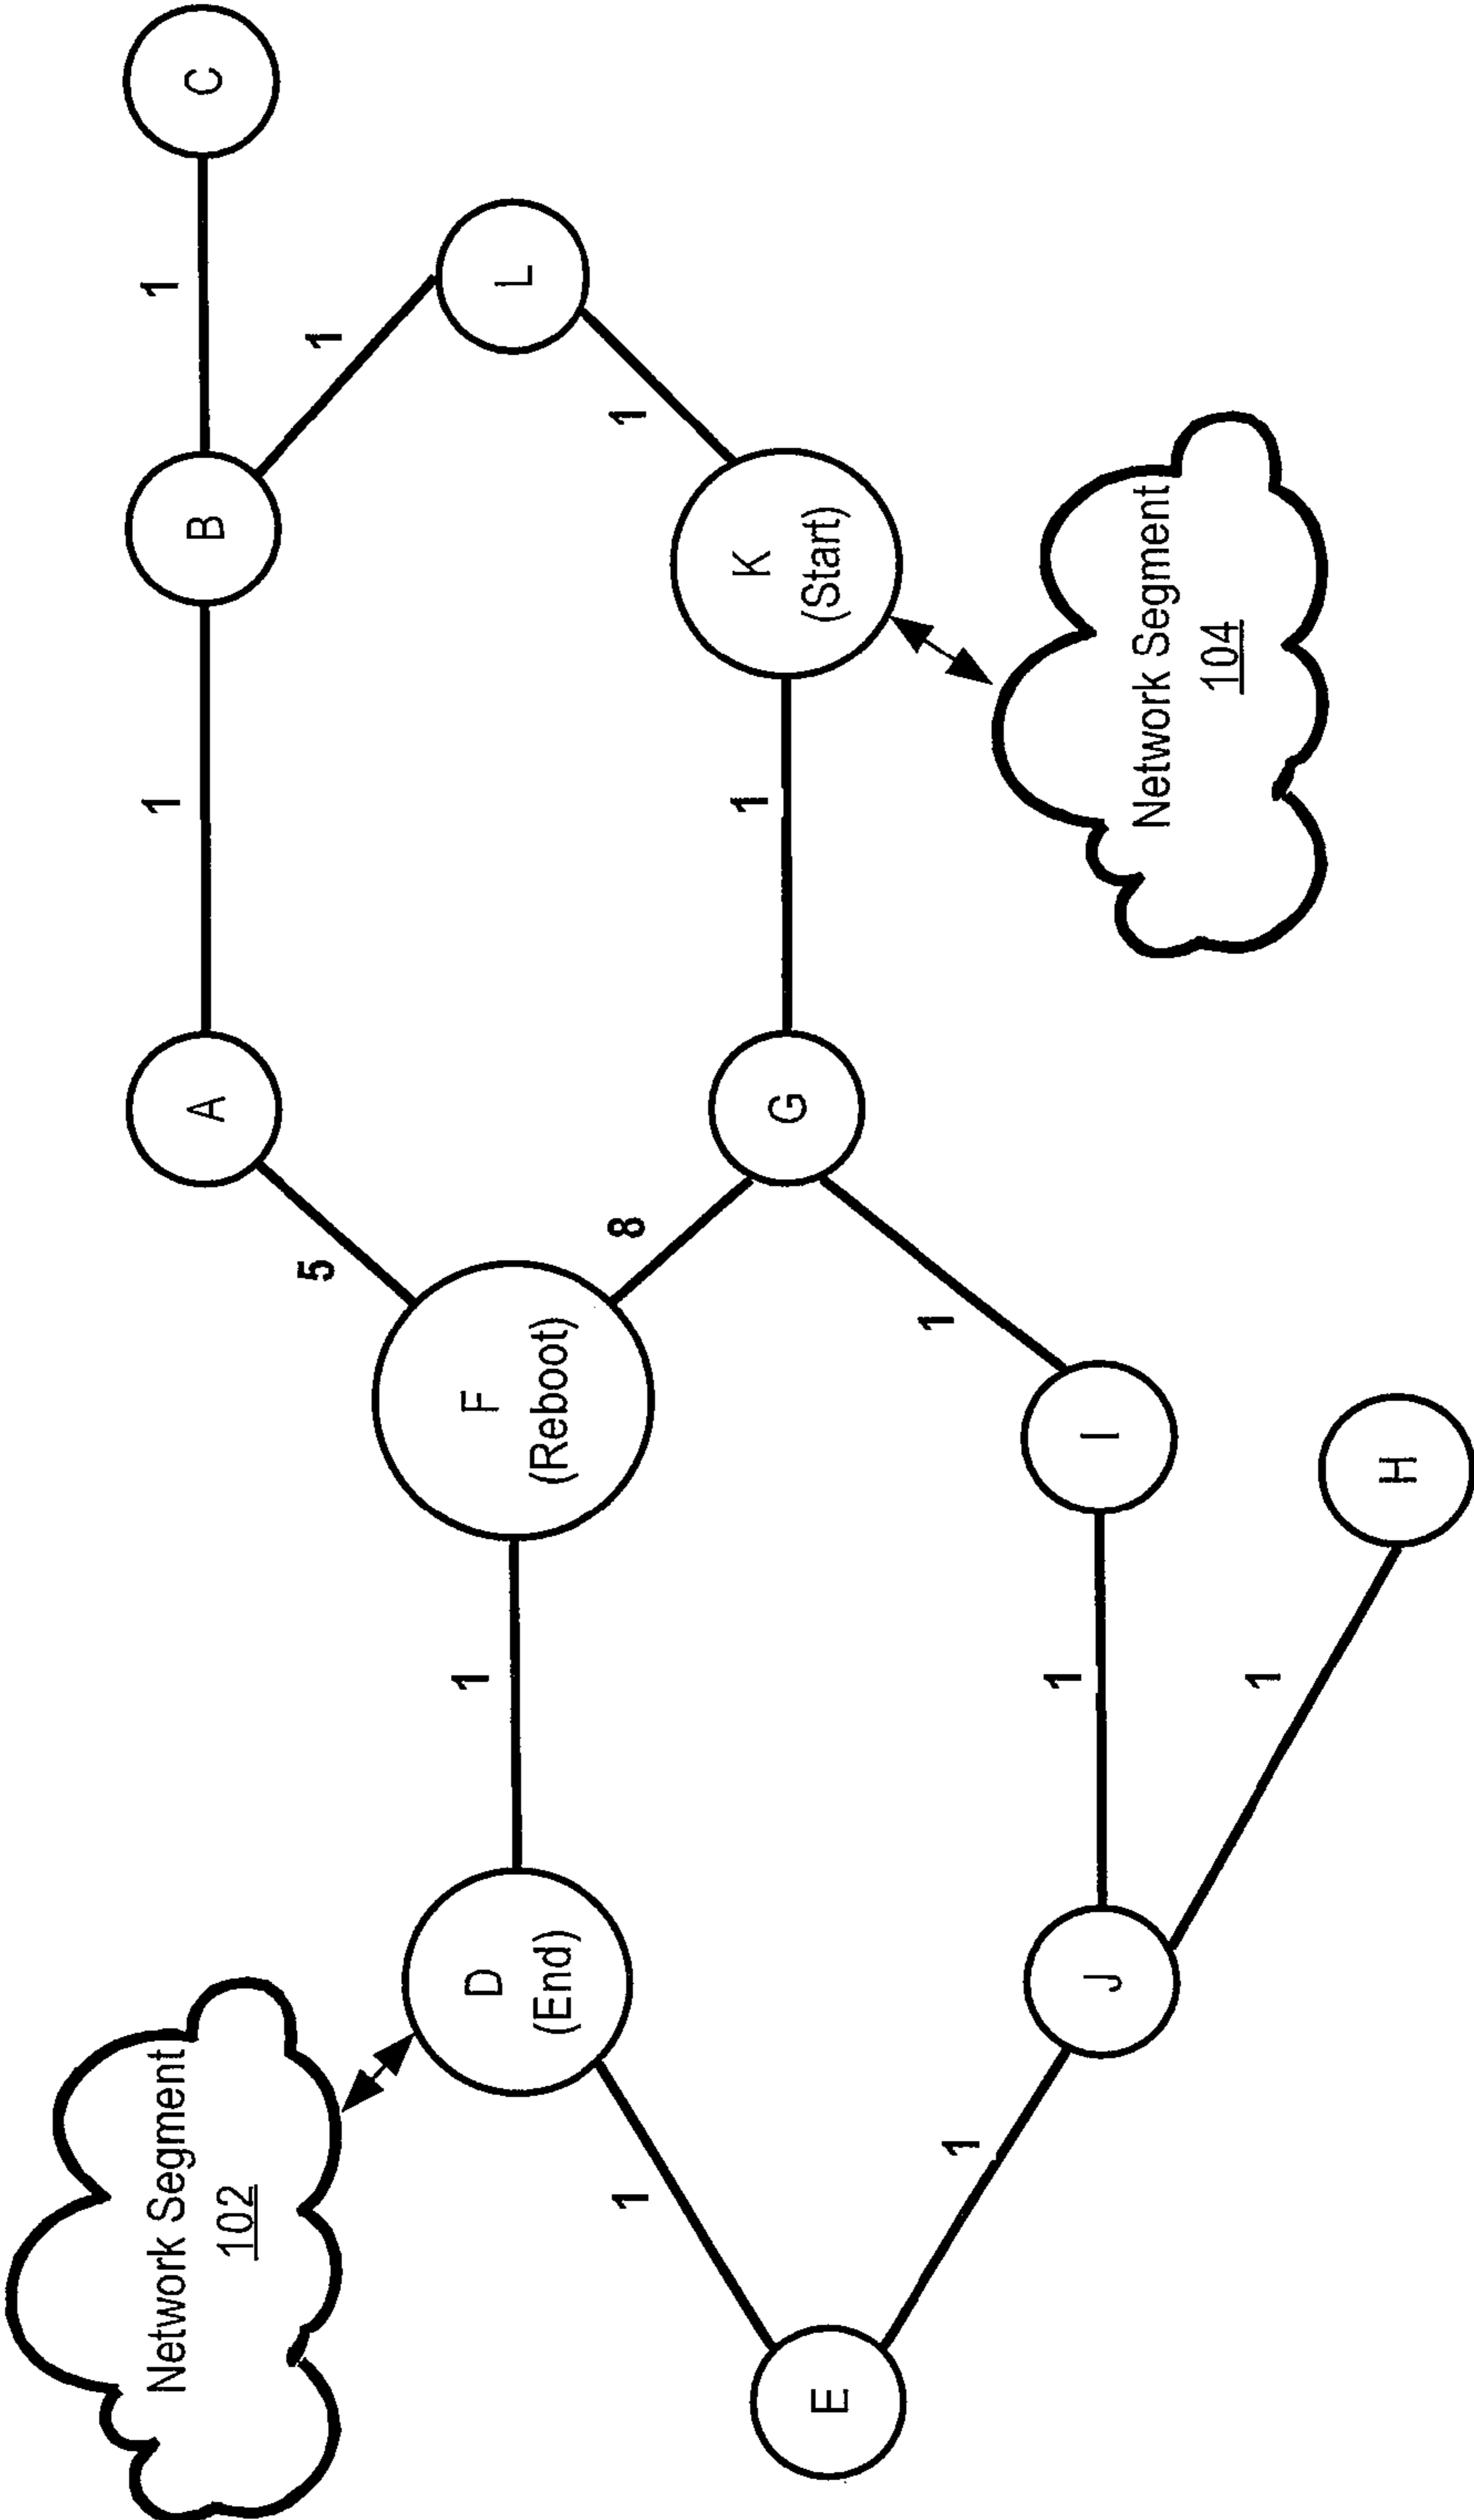 Network Segment
102
1
1
A
B
C
5
1
1
D
(End)
F
(Reboot)
L
1
8
1
1
K
(Start)
G
E
1
1
1
J
I
Network Segment
104
1
H